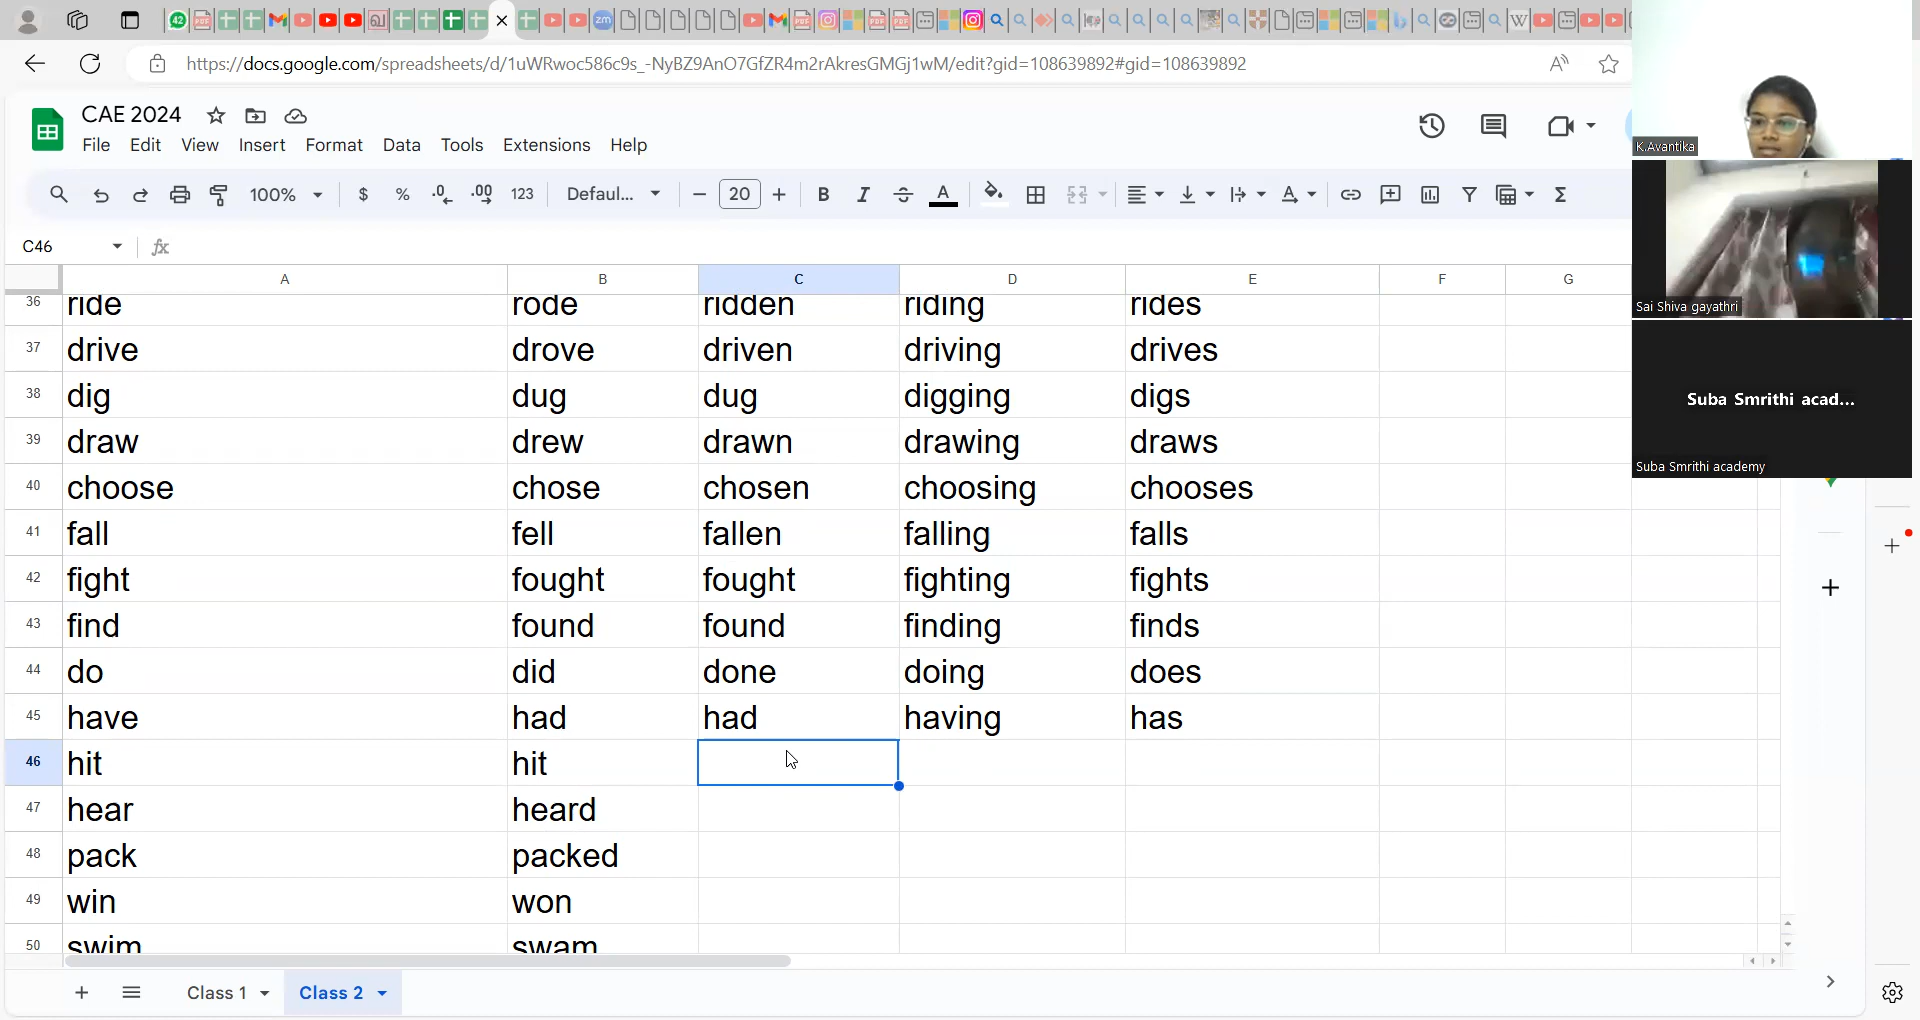 https://docs.google.com/spreadsheets/d/1uWRwoc586c9s_-NyBZ9AnO7GfZR4m2rAkresGMGj1wM/edit?gid=108639892#gid=108639892
CAE 2024
File Edit View Insert Format Data Tools Extensions Help
100% $ % .0 .00 123 Defaul... 20 B I S A Σ
C46 fx
A B C D E F G
36 ride rode ridden riding rides
37 drive drove driven driving drives
38 dig dug dug digging digs
39 draw drew drawn drawing draws
40 choose chose chosen choosing chooses
41 fall fell fallen falling falls
42 fight fought fought fighting fights
43 find found found finding finds
44 do did done doing does
45 have had had having has
46 hit hit
47 hear heard
48 pack packed
49 win won
50 swim swam
Class 1 Class 2
K.Avantika
Sai Shiva gayathri
Suba Smrithi acad...
Suba Smrithi academy